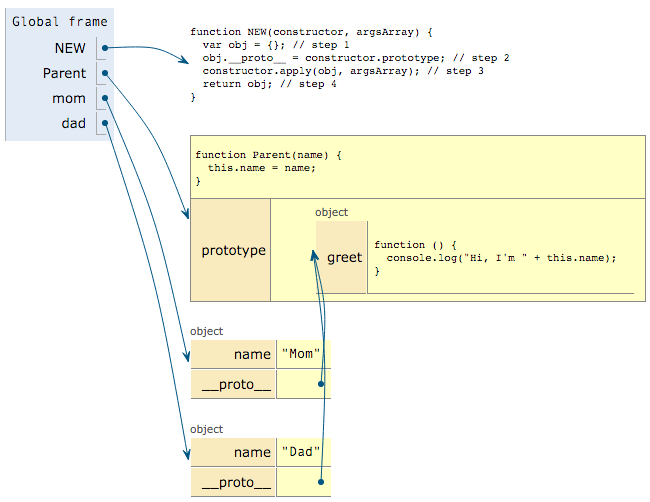 Global frame
NEW
Parent
mom
dad
function NEW(constructor, argsArray) {
var obj = {}; // step 1
obj.__proto__ = constructor.prototype; // step 2
constructor.apply(obj, argsArray); // step 3
return obj; // step 4
}
function Parent(name) {
this.name = name;
}
prototype
object
greet
function () {
console.log("Hi, I'm " + this.name);
}
object
name "Mom"
__proto__
object
name "Dad"
__proto__